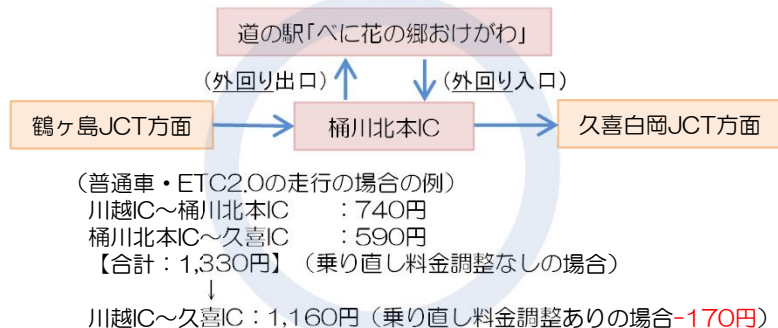 道の駅「べに花の郷おけがわ」
（外回り出口）
（外回り入口）
鶴ヶ島JCT方面
桶川北本IC
久喜白岡JCT方面
（普通車・ETC2.0の走行の場合の例）
川越IC～桶川北本IC　　：740円
桶川北本IC～久喜IC　　：590円
【合計：1,330円】（乗り直し料金調整なしの場合）
↓
川越IC～久喜IC：1,160円（乗り直し料金調整ありの場合-170円）